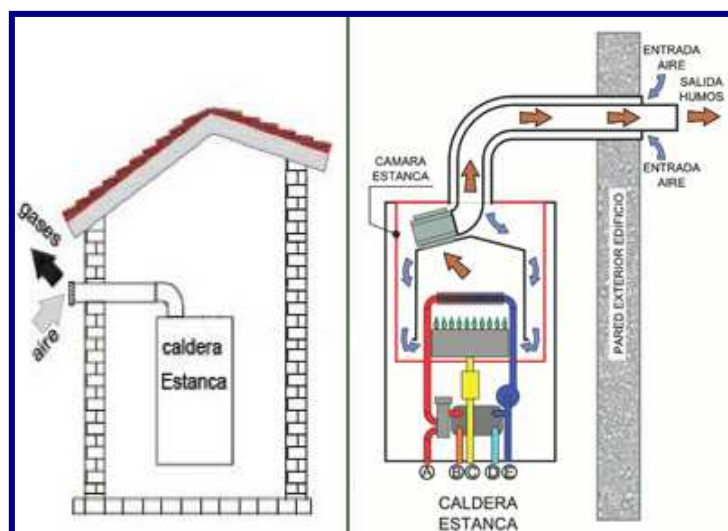 gases
aire
caldera
Estanca
ENTRADA
AIRE
SALIDA
HUMOS
CAMARA
ESTANCA
ENTRADA
AIRE
PARED EXTERIOR EDIFICIO
A B C D E
CALDERA
ESTANCA